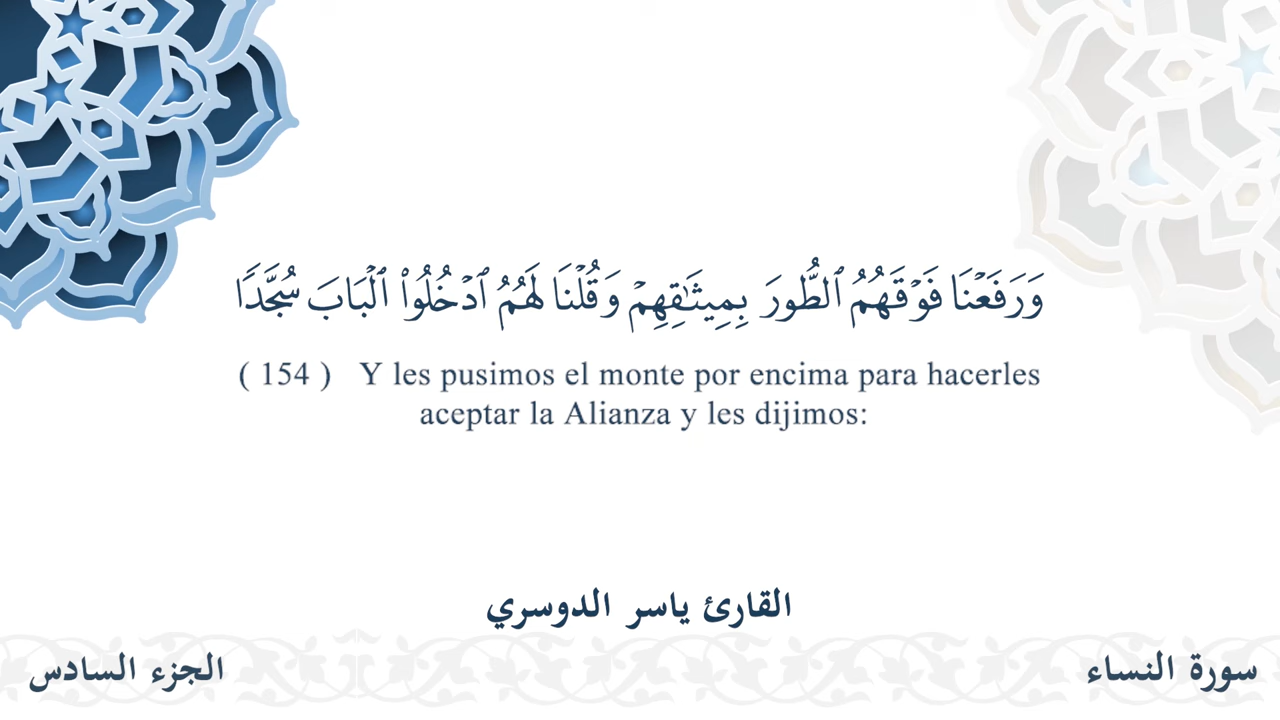 وَرَفَعۡنَا فَوۡقَهُمُ ٱلطُّورَ بِمِيثَٰقِهِمۡ وَقُلۡنَا لَهُمُ ٱدۡخُلُواْ ٱلۡبَابَ سُجَّدٗا
( 154 ) Y les pusimos el monte por encima para hacerles
aceptar la Alianza y les dijimos:
القارئ ياسر الدوسري
سورة النساء
الجزء السادس